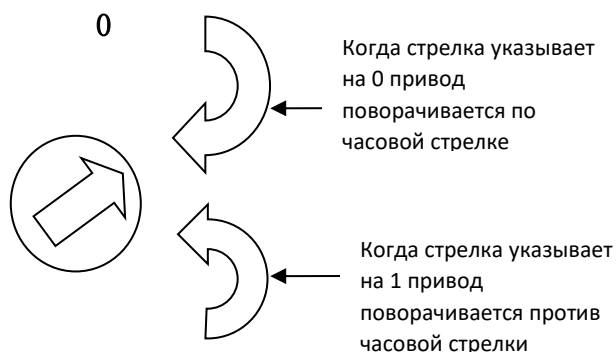 0
Когда стрелка указывает
на 0 привод
поворачивается по
часовой стрелке
Когда стрелка указывает
на 1 привод
поворачивается против
часовой стрелки